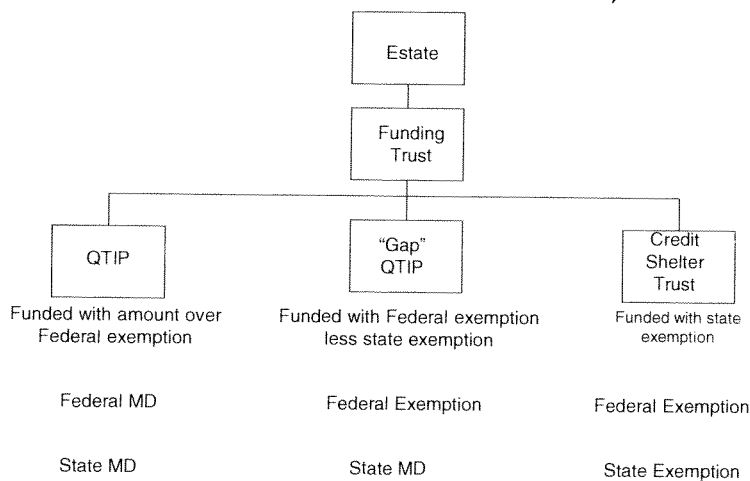 Estate
Funding
Trust
QTIP
"Gap"
QTIP
Credit
Shelter
Trust
Funded with amount over
Federal exemption
Funded with Federal exemption
less state exemption
Funded with state
exemption
Federal MD
Federal Exemption
Federal Exemption
State MD
State MD
State Exemption